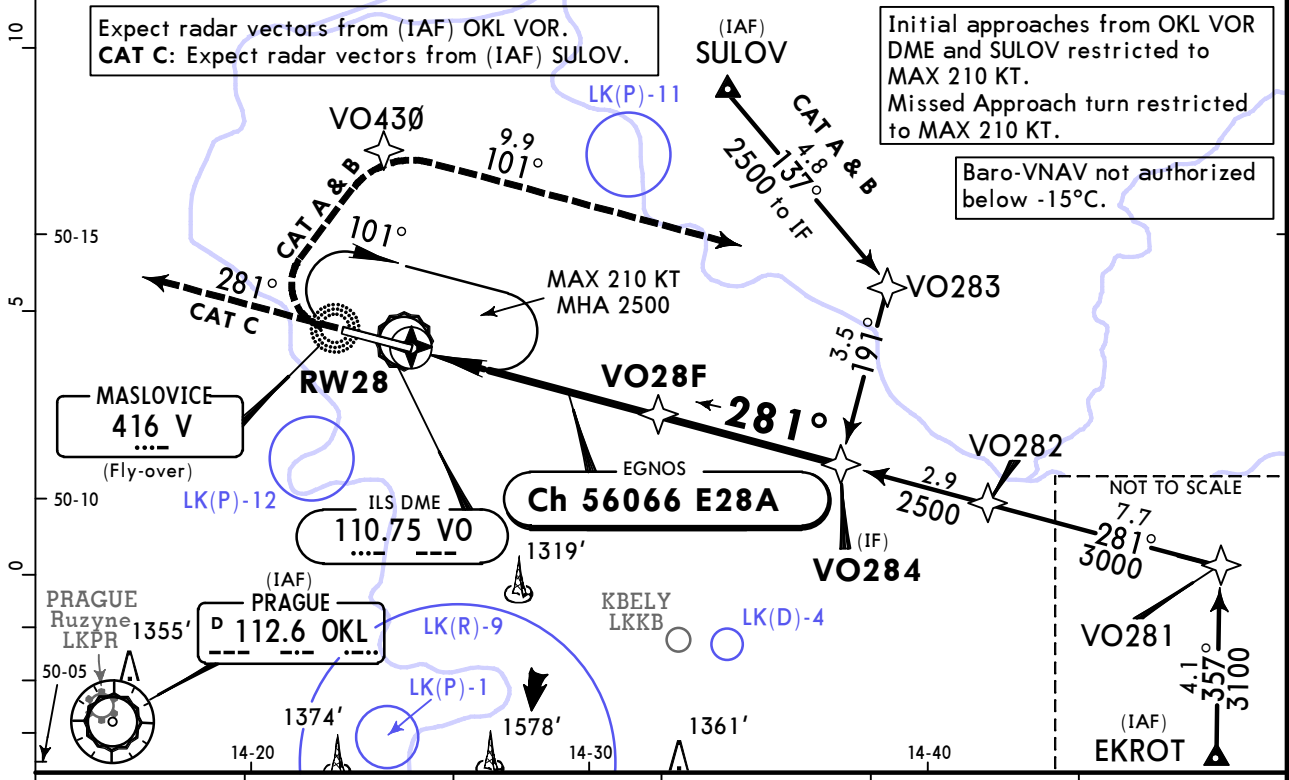 Expect radar vectors from (IAF) OKL VOR.
CAT C: Expect radar vectors from (IAF) SULOV.
(IAF)
SULOV
Initial approaches from OKL VOR
DME and SULOV restricted to
MAX 210 KT.
Missed Approach turn restricted
to MAX 210 KT.
Baro-VNAV not authorized
below -15°C.
10
LK(P)-11
VO430
9.9
101°
CAT A & B
4.8
137°
2500 to IF
CAT A & B
50-15
101°
281°
CAT C
MAX 210 KT
MHA 2500
VO283
5
3.5
191°
RW28
VO28F
281°
MASLOVICE
416 V
(Fly-over)
VO282
LK(P)-12
EGNOS
Ch 56066 E28A
2.9
2500
NOT TO SCALE
50-10
ILS DME
110.75 VO
7.7
281°
3000
1319'
(IF)
VO284
0
(IAF)
PRAGUE
D 112.6 OKL
PRAGUE
Ruzyne
LKPR
1355'
LK(R)-9
KBELY
LKKB
LK(D)-4
VO281
50-05
LK(P)-1
4.1
357°
3100
1374'
1578'
1361'
(IAF)
EKROT
14-20
14-30
14-40